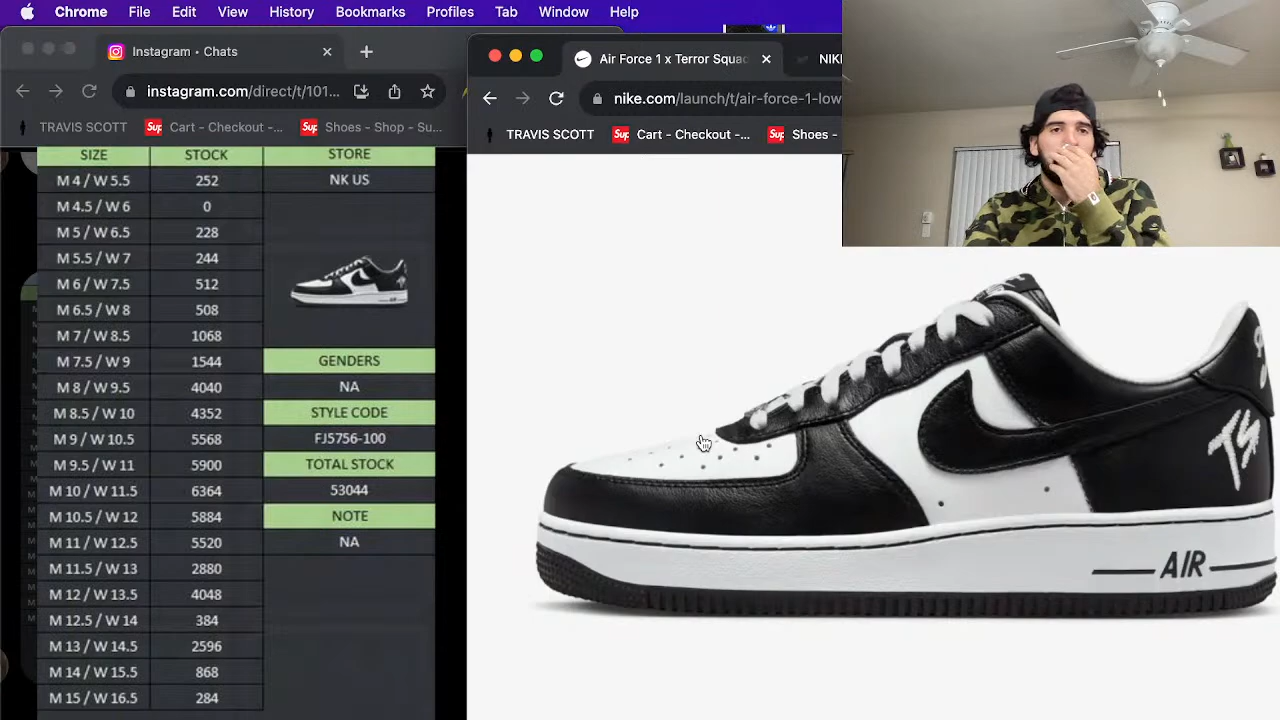 Chrome File Edit View History Bookmarks Profiles Tab Window Help
Instagram • Chats
instagram.com/direct/t/101...
TRAVIS SCOTT Sup Cart - Checkout -... Sup Shoes - Shop - Su...
Air Force 1 x Terror Squa
NIK
nike.com/launch/t/air-force-1-low
TRAVIS SCOTT Sup Cart - Checkout -... Sup Shoes -
SIZE STOCK STORE
M 4 / W 5.5 252 NK US
M 4.5 / W 6 0
M 5 / W 6.5 228
M 5.5 / W 7 244
M 6 / W 7.5 512
M 6.5 / W 8 508
M 7 / W 8.5 1068
M 7.5 / W 9 1544 GENDERS
M 8 / W 9.5 4040 NA
M 8.5 / W 10 4352 STYLE CODE
M 9 / W 10.5 5568 FJ5756-100
M 9.5 / W 11 5900 TOTAL STOCK
M 10 / W 11.5 6364 53044
M 10.5 / W 12 5884 NOTE
M 11 / W 12.5 5520 NA
M 11.5 / W 13 2880
M 12 / W 13.5 4048
M 12.5 / W 14 384
M 13 / W 14.5 2596
M 14 / W 15.5 868
M 15 / W 16.5 284
TS
AIR